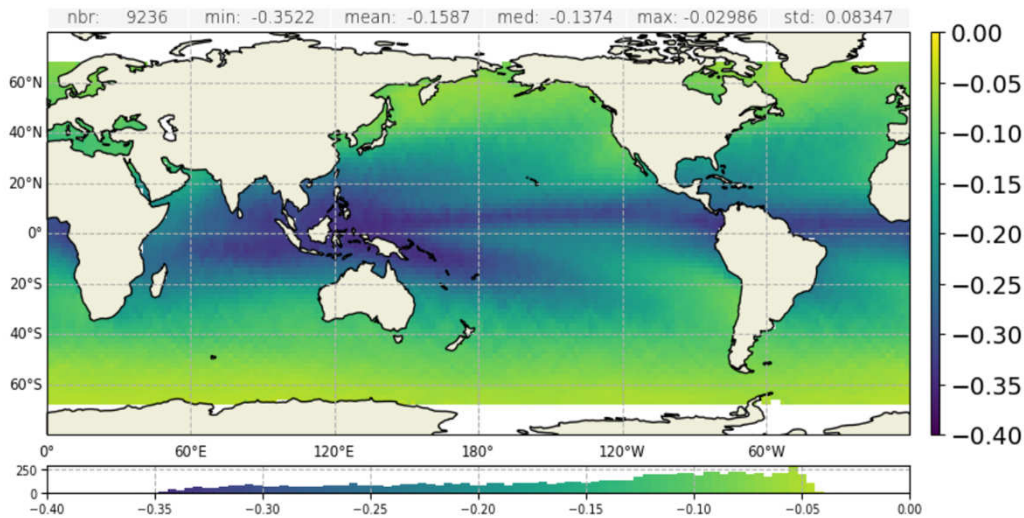 nbr: 9236 min: -0.3522 mean: -0.1587 med: -0.1374 max: -0.02986 std: 0.08347
0.00
60°N
−0.05
40°N
−0.10
20°N
−0.15
0°
−0.20
20°S
−0.25
40°S
−0.30
60°S
−0.35
−0.40
0° 60°E 120°E 180° 120°W 60°W
250
0
−0.40 −0.35 −0.30 −0.25 −0.20 −0.15 −0.10 −0.05 0.00